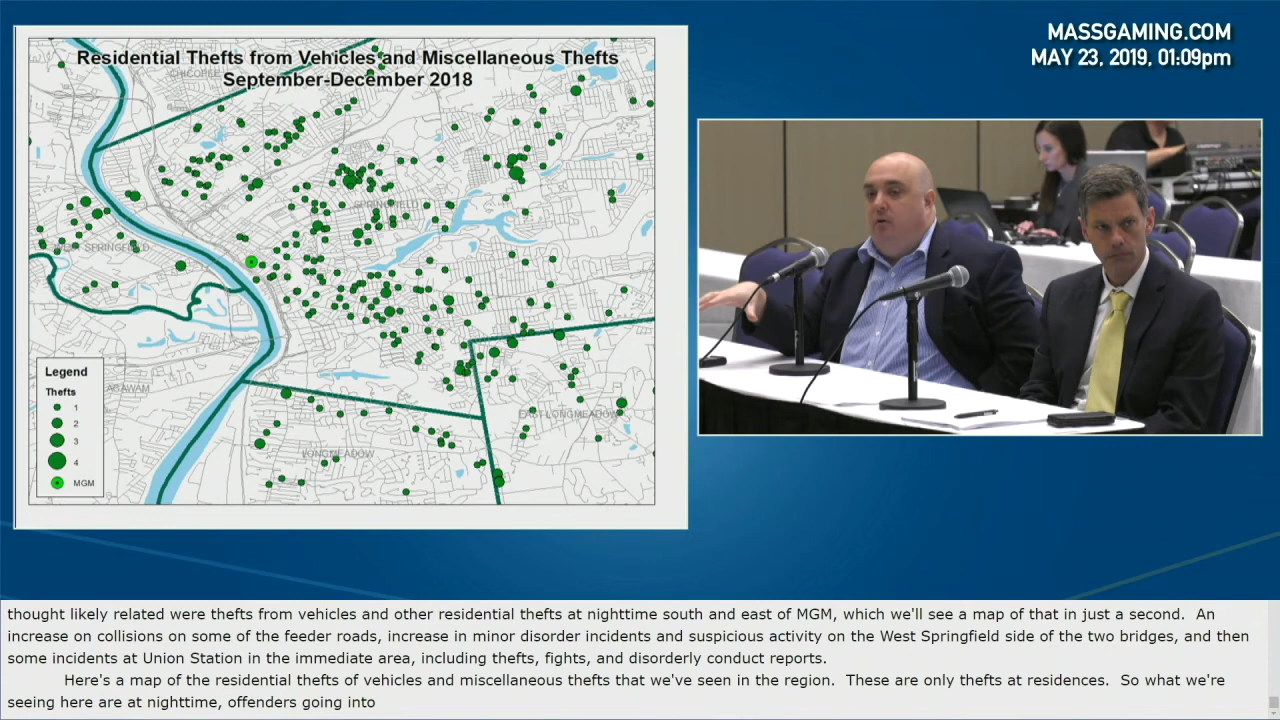 MASSGAMING.COM
MAY 23, 2019, 01:09pm
Residential Thefts from Vehicles and Miscellaneous Thefts
September-December 2018
CHICOPEE
SPRINGFIELD
WEST SPRINGFIELD
AGAWAM
LONGMEADOW
EAST LONGMEADOW
Legend
Thefts
1
2
3
4
MGM
thought likely related were thefts from vehicles and other residential thefts at nighttime south and east of MGM, which we'll see a map of that in just a second.  An
increase on collisions on some of the feeder roads, increase in minor disorder incidents and suspicious activity on the West Springfield side of the two bridges, and then
some incidents at Union Station in the immediate area, including thefts, fights, and disorderly conduct reports.
Here's a map of the residential thefts of vehicles and miscellaneous thefts that we've seen in the region.  These are only thefts at residences.  So what we're
seeing here are at nighttime, offenders going into